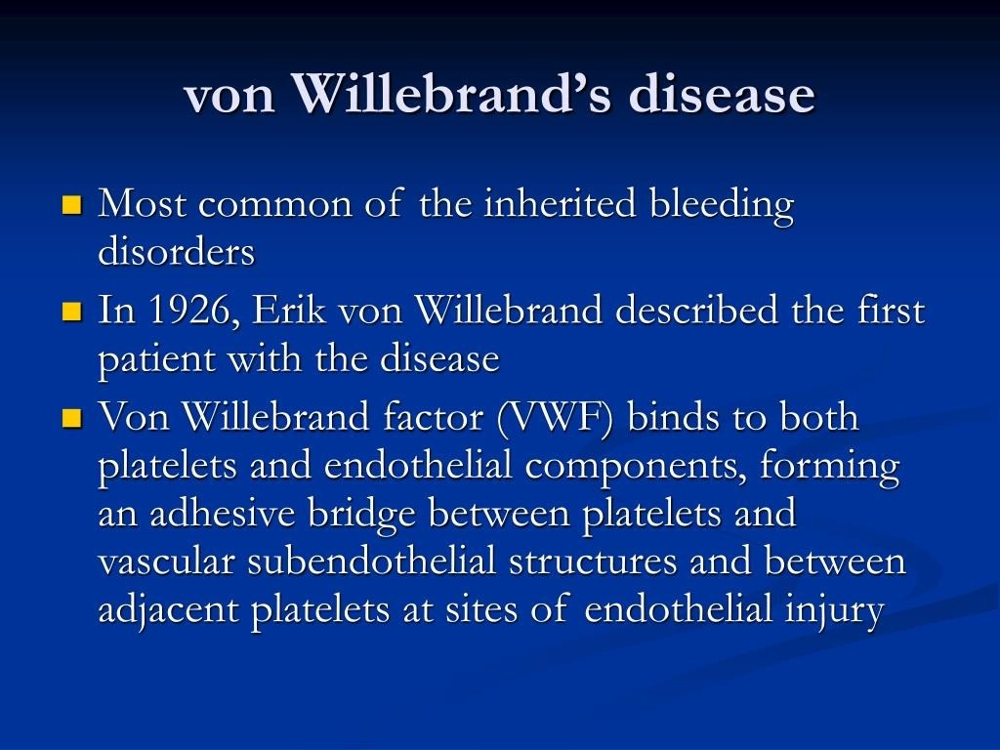 von Willebrand’s disease
Most common of the inherited bleeding
disorders
In 1926, Erik von Willebrand described the first
patient with the disease
Von Willebrand factor (VWF) binds to both
platelets and endothelial components, forming
an adhesive bridge between platelets and
vascular subendothelial structures and between
adjacent platelets at sites of endothelial injury